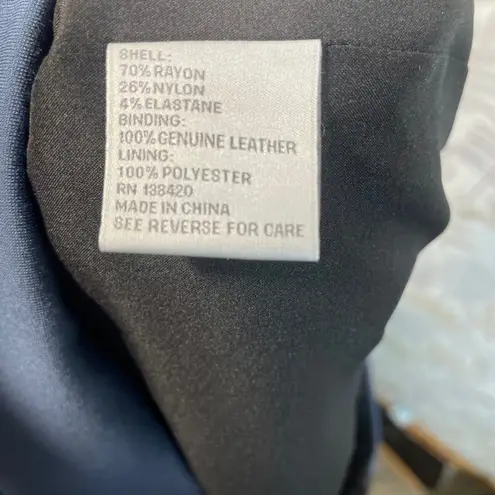 SHELL:
70% RAYON
26% NYLON
4% ELASTANE
BINDING:
100% GENUINE LEATHER
LINING:
100% POLYESTER
RN 138420
MADE IN CHINA
SEE REVERSE FOR CARE